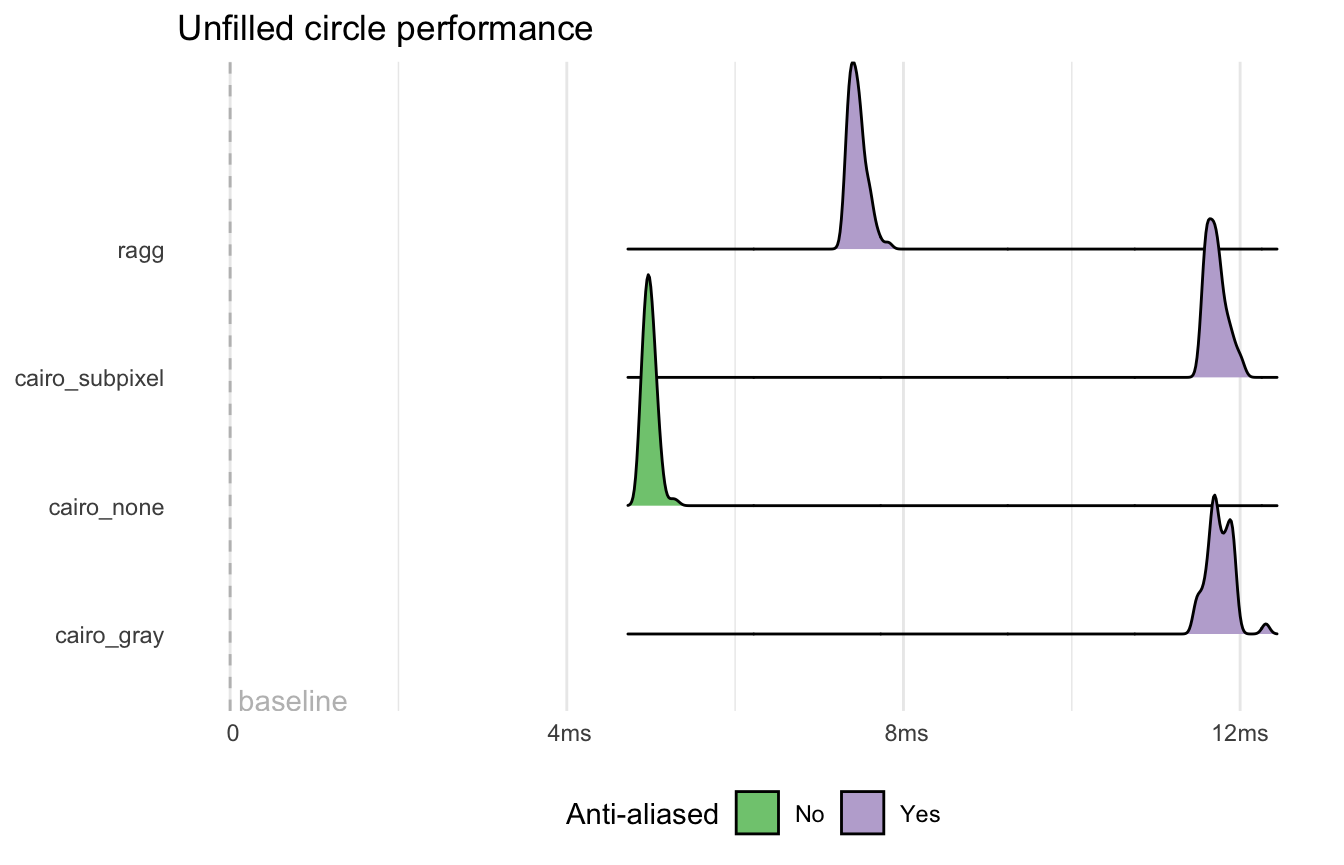 Unfilled circle performance
ragg
cairo_subpixel
cairo_none
cairo_gray
baseline
0 4ms 8ms 12ms
Anti-aliased No Yes